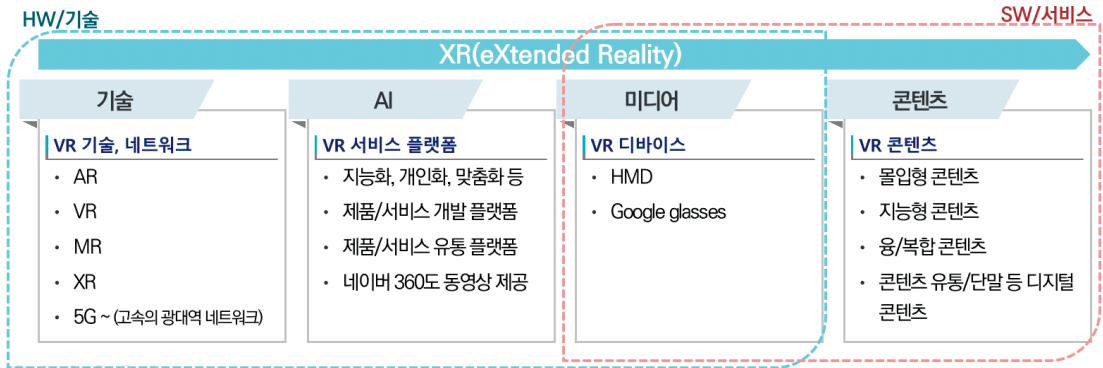 HW/기술
SW/서비스
XR(eXtended Reality)
기술
VR 기술, 네트워크
• AR
• VR
• MR
• XR
• 5G ~ (고속의 광대역 네트워크)
AI
VR 서비스 플랫폼
• 지능화, 개인화, 맞춤화 등
• 제품/서비스 개발 플랫폼
• 제품/서비스 유통 플랫폼
• 네이버 360도 동영상 제공
미디어
VR 디바이스
• HMD
• Google glasses
콘텐츠
VR 콘텐츠
• 몰입형 콘텐츠
• 지능형 콘텐츠
• 융/복합 콘텐츠
• 콘텐츠 유통/단말 등 디지털
콘텐츠